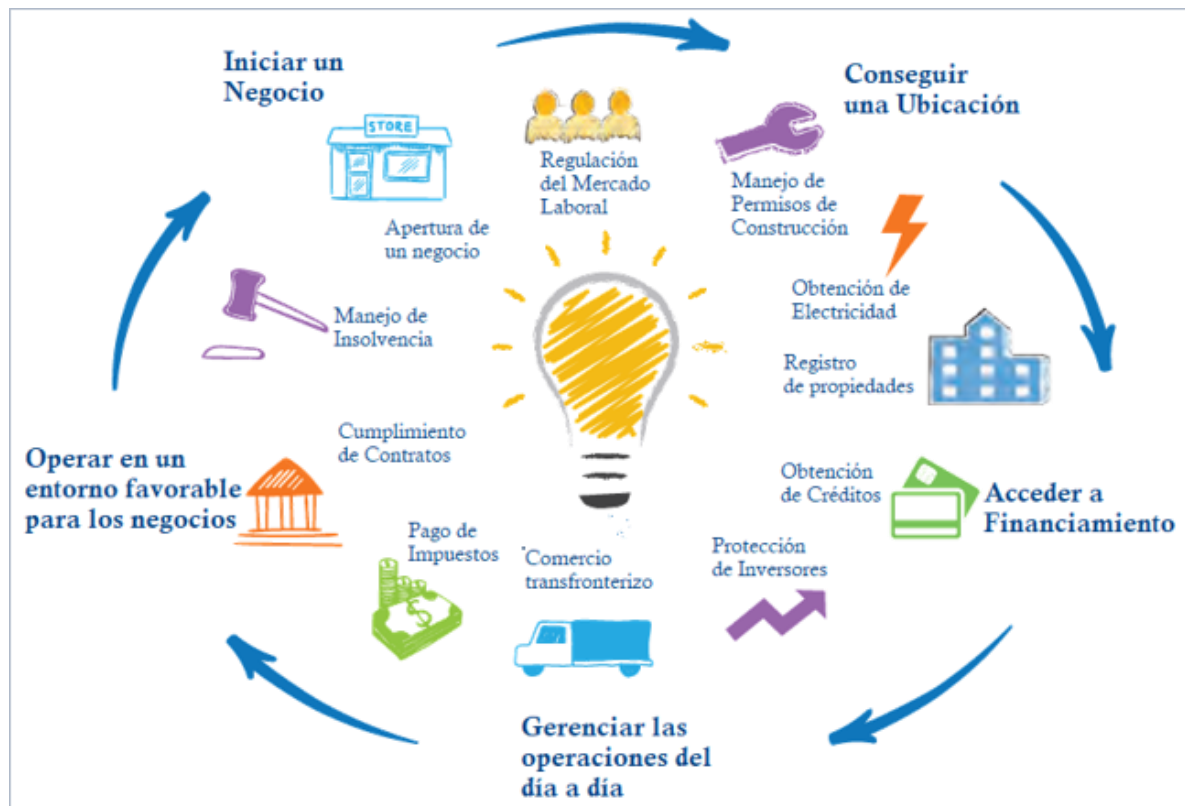 Iniciar un
Negocio
STORE
Apertura de
un negocio
Regulación
del Mercado
Laboral
Conseguir
una Ubicación
Manejo de
Permisos de
Construcción
Obtención de
Electricidad
Registro
de propiedades
Obtención
de Créditos
Acceder a
Financiamiento
Protección
de Inversores
Comercio
transfronterizo
Gerenciar las
operaciones del
día a día
Pago de
Impuestos
$
Cumplimiento
de Contratos
Operar en un
entorno favorable
para los negocios
Manejo de
Insolvencia